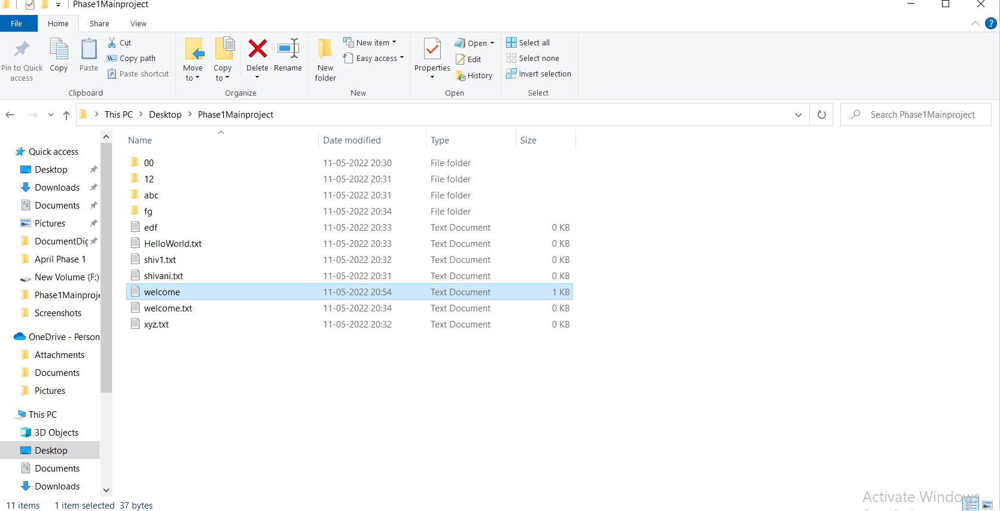 Phase1Mainproject
File Home Share View
Pin to Quick access
Copy
Paste
Cut
Copy path
Paste shortcut
Clipboard
Move to
Copy to
Delete
Rename
Organize
New folder
New item
Easy access
New
Properties
Open
Edit
History
Open
Select all
Select none
Invert selection
Select
This PC > Desktop > Phase1Mainproject
Search Phase1Mainproject
Quick access
Desktop
Downloads
Documents
Pictures
DocumentDig
April Phase 1
New Volume (F:)
Phase1Mainproje
Screenshots
OneDrive - Person
Attachments
Documents
Pictures
This PC
3D Objects
Desktop
Documents
Downloads
Name Date modified Type Size
00 11-05-2022 20:30 File folder
12 11-05-2022 20:31 File folder
abc 11-05-2022 20:31 File folder
fg 11-05-2022 20:34 File folder
edf 11-05-2022 20:33 Text Document 0 KB
HelloWorld.txt 11-05-2022 20:33 Text Document 0 KB
shiv1.txt 11-05-2022 20:32 Text Document 0 KB
shivani.txt 11-05-2022 20:31 Text Document 0 KB
welcome 11-05-2022 20:54 Text Document 1 KB
welcome.txt 11-05-2022 20:34 Text Document 0 KB
xyz.txt 11-05-2022 20:32 Text Document 0 KB
Activate Windows
11 items 1 item selected 37 bytes